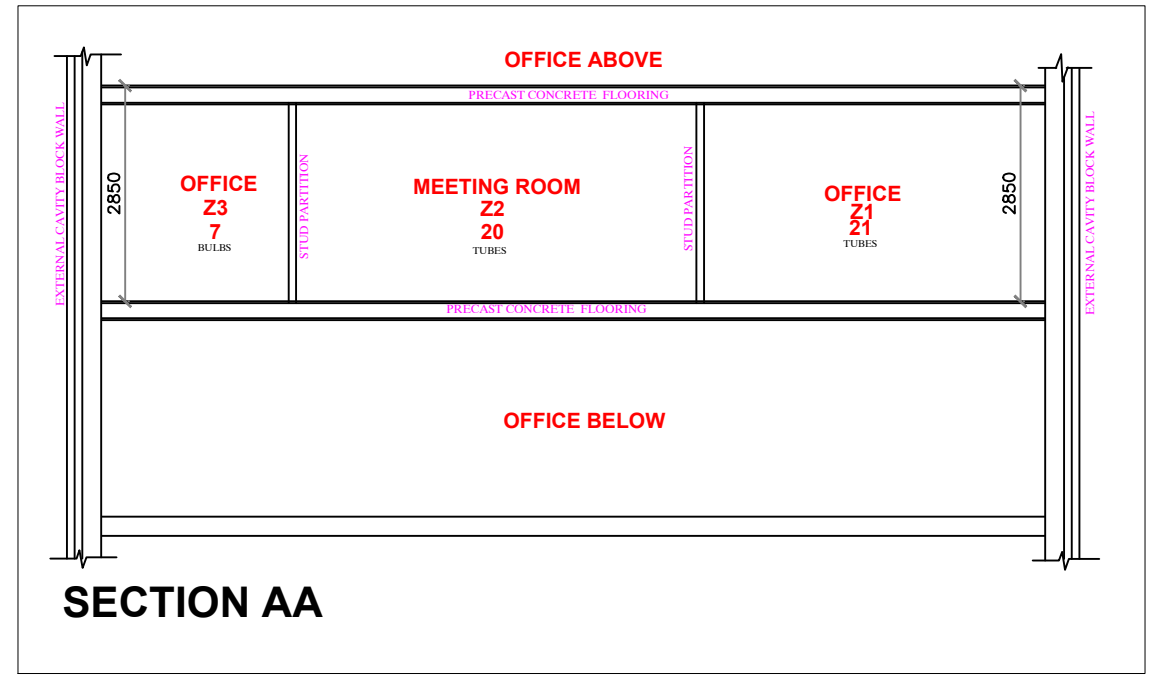 OFFICE ABOVE
PRECAST CONCRETE FLOORING
EXTERNAL CAVITY BLOCK WALL
2850
OFFICE
Z3
7
BULBS
STUD PARTITION
MEETING ROOM
Z2
20
TUBES
STUD PARTITION
OFFICE
Z1
21
TUBES
2850
EXTERNAL CAVITY BLOCK WALL
PRECAST CONCRETE FLOORING
OFFICE BELOW
SECTION AA